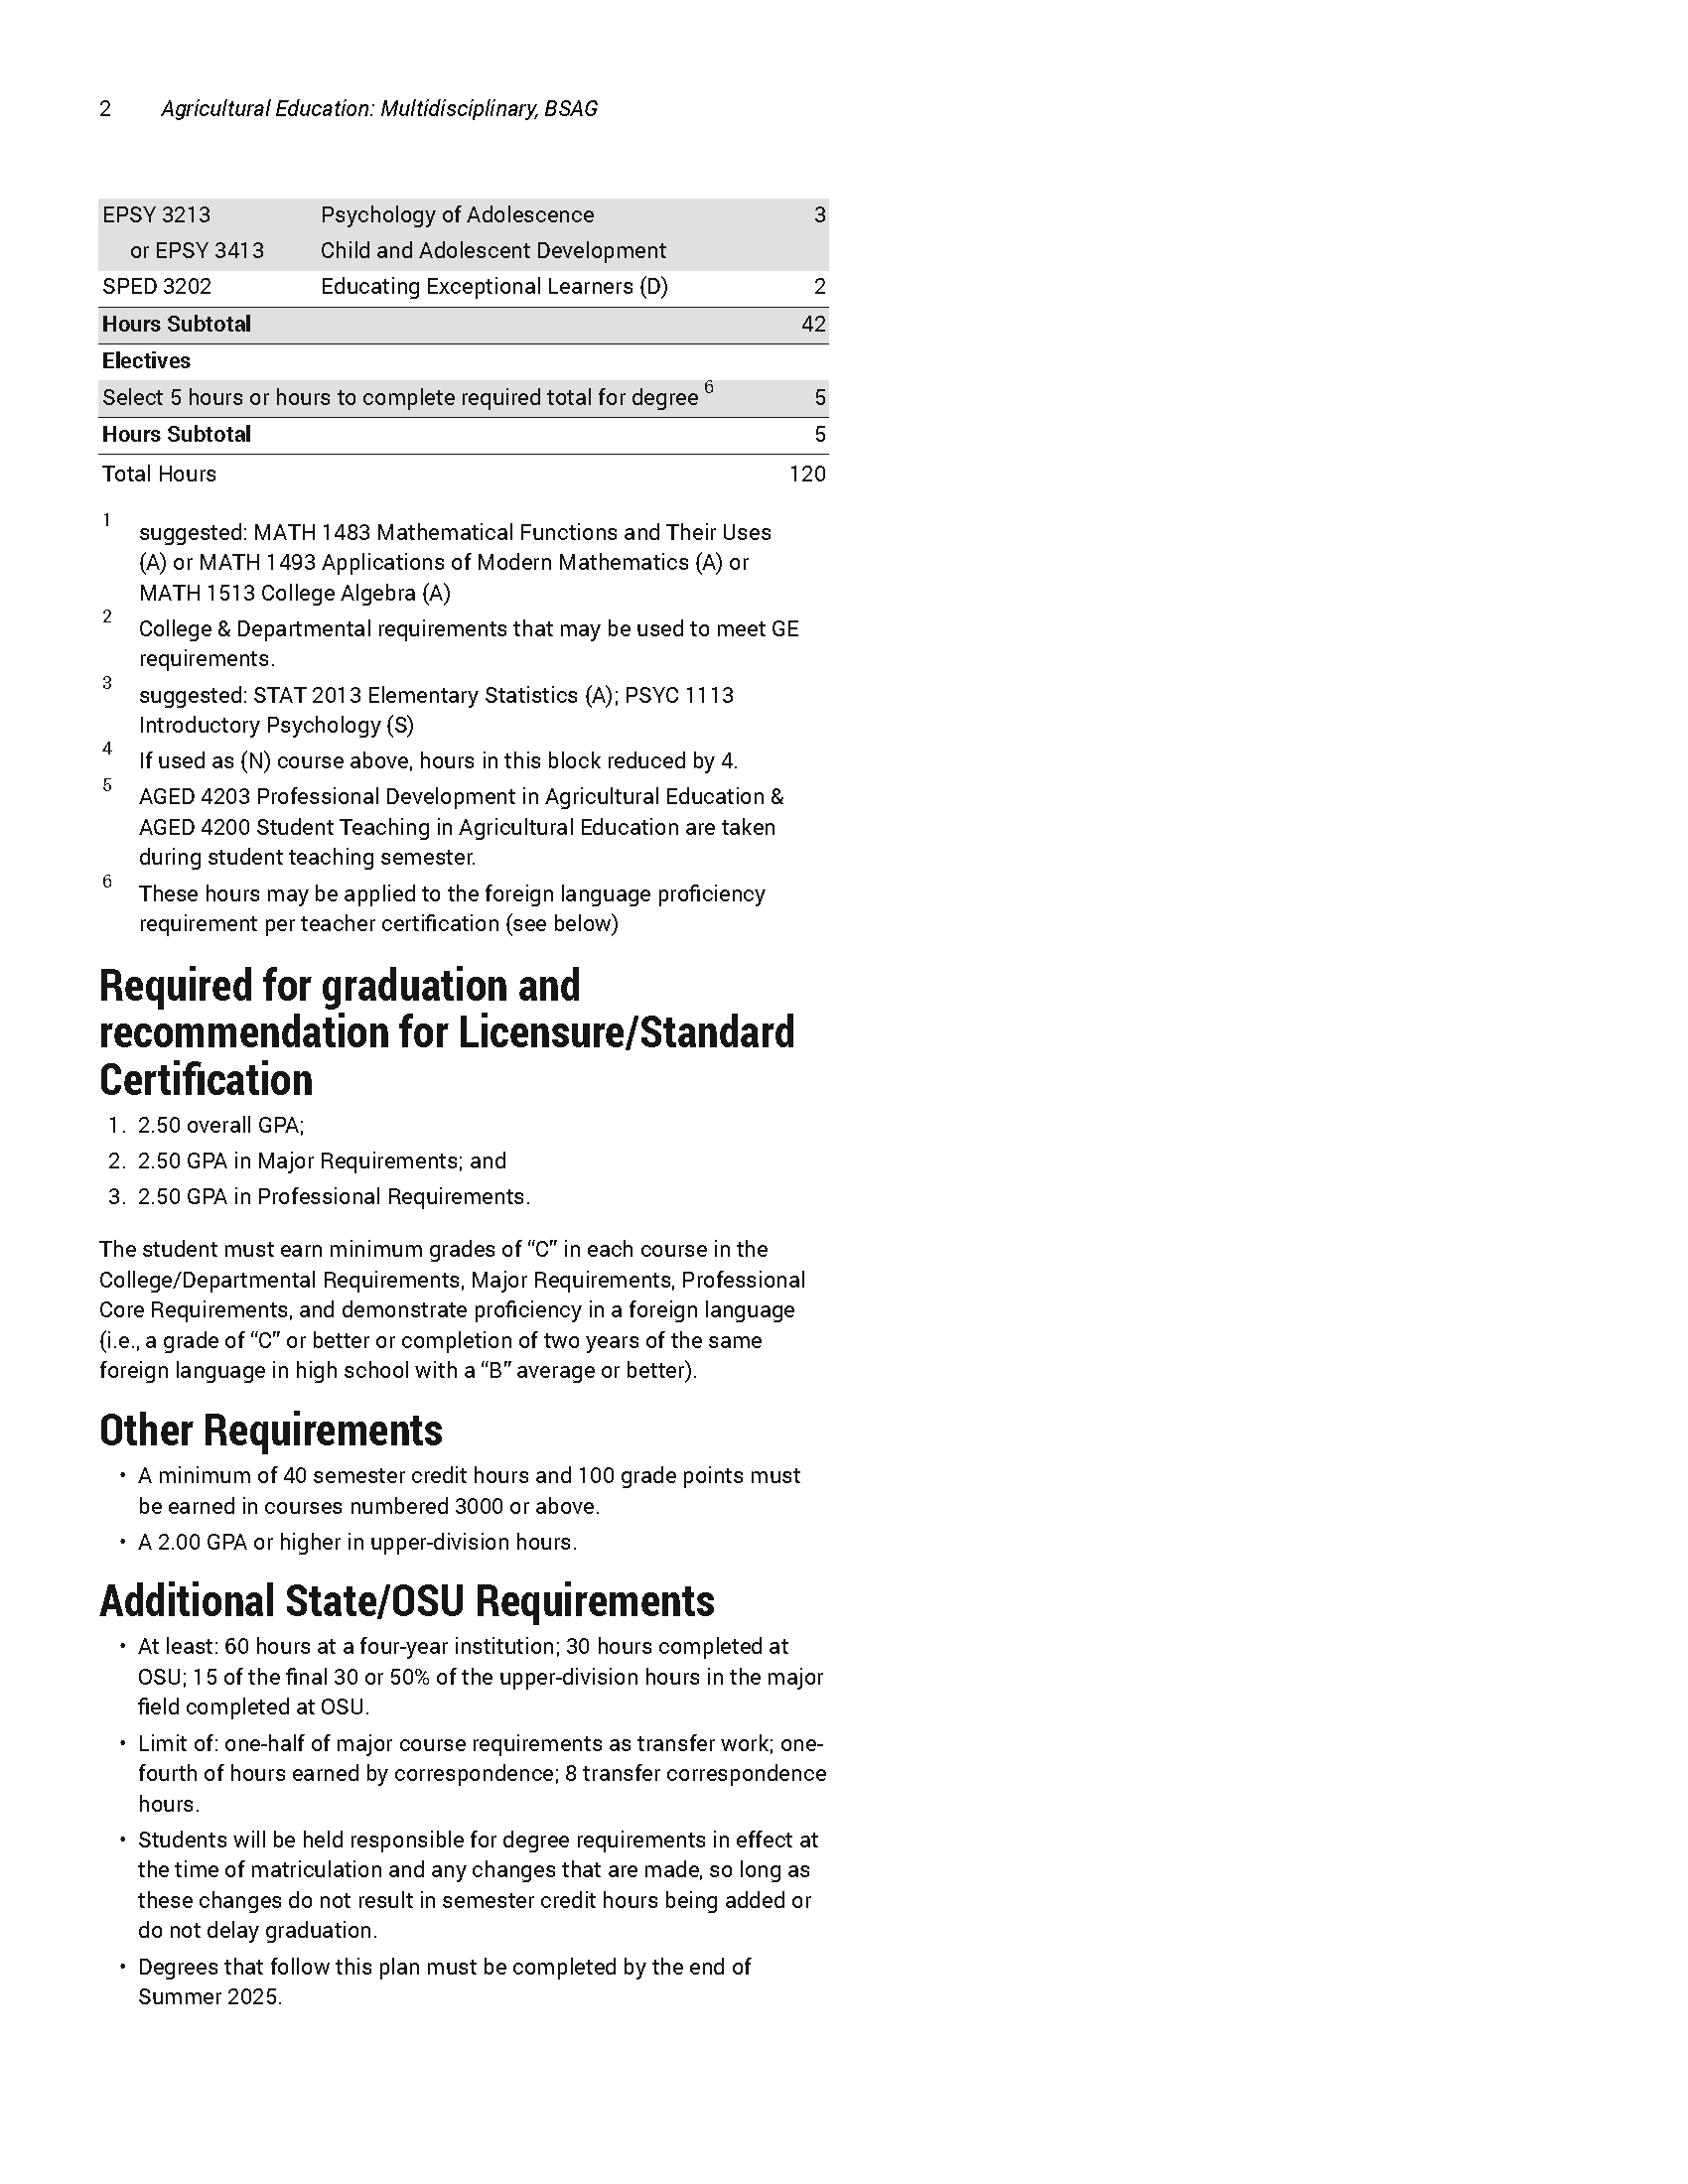 2 Agricultural Education: Multidisciplinary, BSAG
EPSY 3213 Psychology of Adolescence 3
or EPSY 3413 Child and Adolescent Development
SPED 3202 Educating Exceptional Learners (D) 2
Hours Subtotal 42
Electives
Select 5 hours or hours to complete required total for degree 6 5
Hours Subtotal 5
Total Hours 120
1 suggested: MATH 1483 Mathematical Functions and Their Uses
(A) or MATH 1493 Applications of Modern Mathematics (A) or
MATH 1513 College Algebra (A)
2 College & Departmental requirements that may be used to meet GE
requirements.
3 suggested: STAT 2013 Elementary Statistics (A); PSYC 1113
Introductory Psychology (S)
4 If used as (N) course above, hours in this block reduced by 4.
5 AGED 4203 Professional Development in Agricultural Education &
AGED 4200 Student Teaching in Agricultural Education are taken
during student teaching semester.
6 These hours may be applied to the foreign language proficiency
requirement per teacher certification (see below)
Required for graduation and
recommendation for Licensure/Standard
Certification
1. 2.50 overall GPA;
2. 2.50 GPA in Major Requirements; and
3. 2.50 GPA in Professional Requirements.
The student must earn minimum grades of “C” in each course in the
College/Departmental Requirements, Major Requirements, Professional
Core Requirements, and demonstrate proficiency in a foreign language
(i.e., a grade of “C” or better or completion of two years of the same
foreign language in high school with a “B” average or better).
Other Requirements
• A minimum of 40 semester credit hours and 100 grade points must
be earned in courses numbered 3000 or above.
• A 2.00 GPA or higher in upper-division hours.
Additional State/OSU Requirements
• At least: 60 hours at a four-year institution; 30 hours completed at
OSU; 15 of the final 30 or 50% of the upper-division hours in the major
field completed at OSU.
• Limit of: one-half of major course requirements as transfer work; one-
fourth of hours earned by correspondence; 8 transfer correspondence
hours.
• Students will be held responsible for degree requirements in effect at
the time of matriculation and any changes that are made, so long as
these changes do not result in semester credit hours being added or
do not delay graduation.
• Degrees that follow this plan must be completed by the end of
Summer 2025.